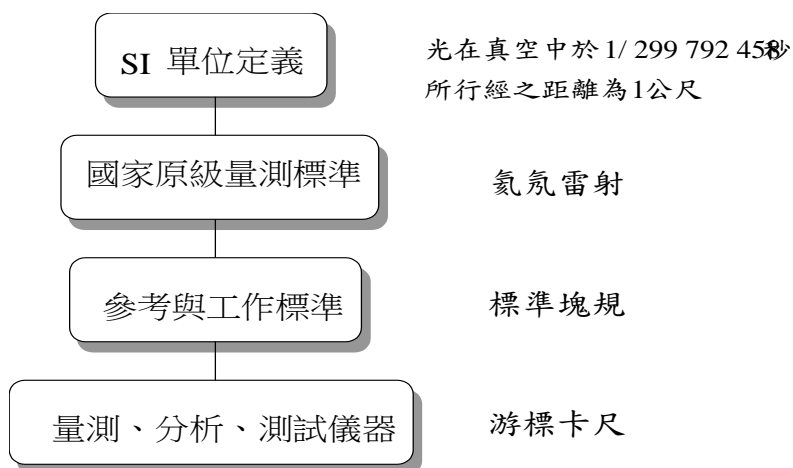 SI 單位定義
光在真空中於 1/ 299 792 458秒
所行經之距離為1公尺
國家原級量測標準
氦氖雷射
參考與工作標準
標準塊規
量測、分析、測試儀器
游標卡尺